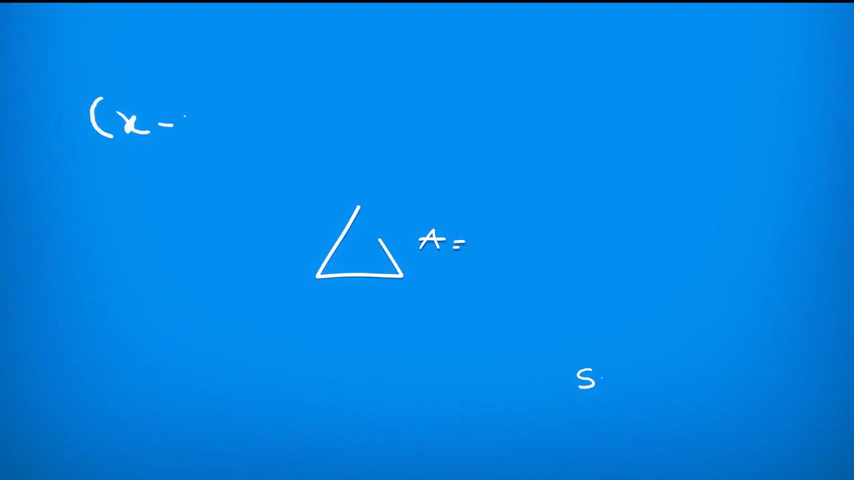 (x -
A =
S